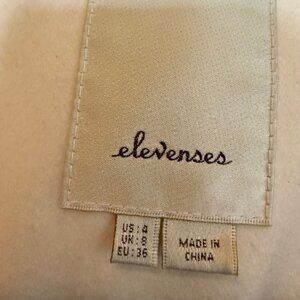 elevenses
US: 4
UK: 8
EU: 36
MADE IN
CHINA